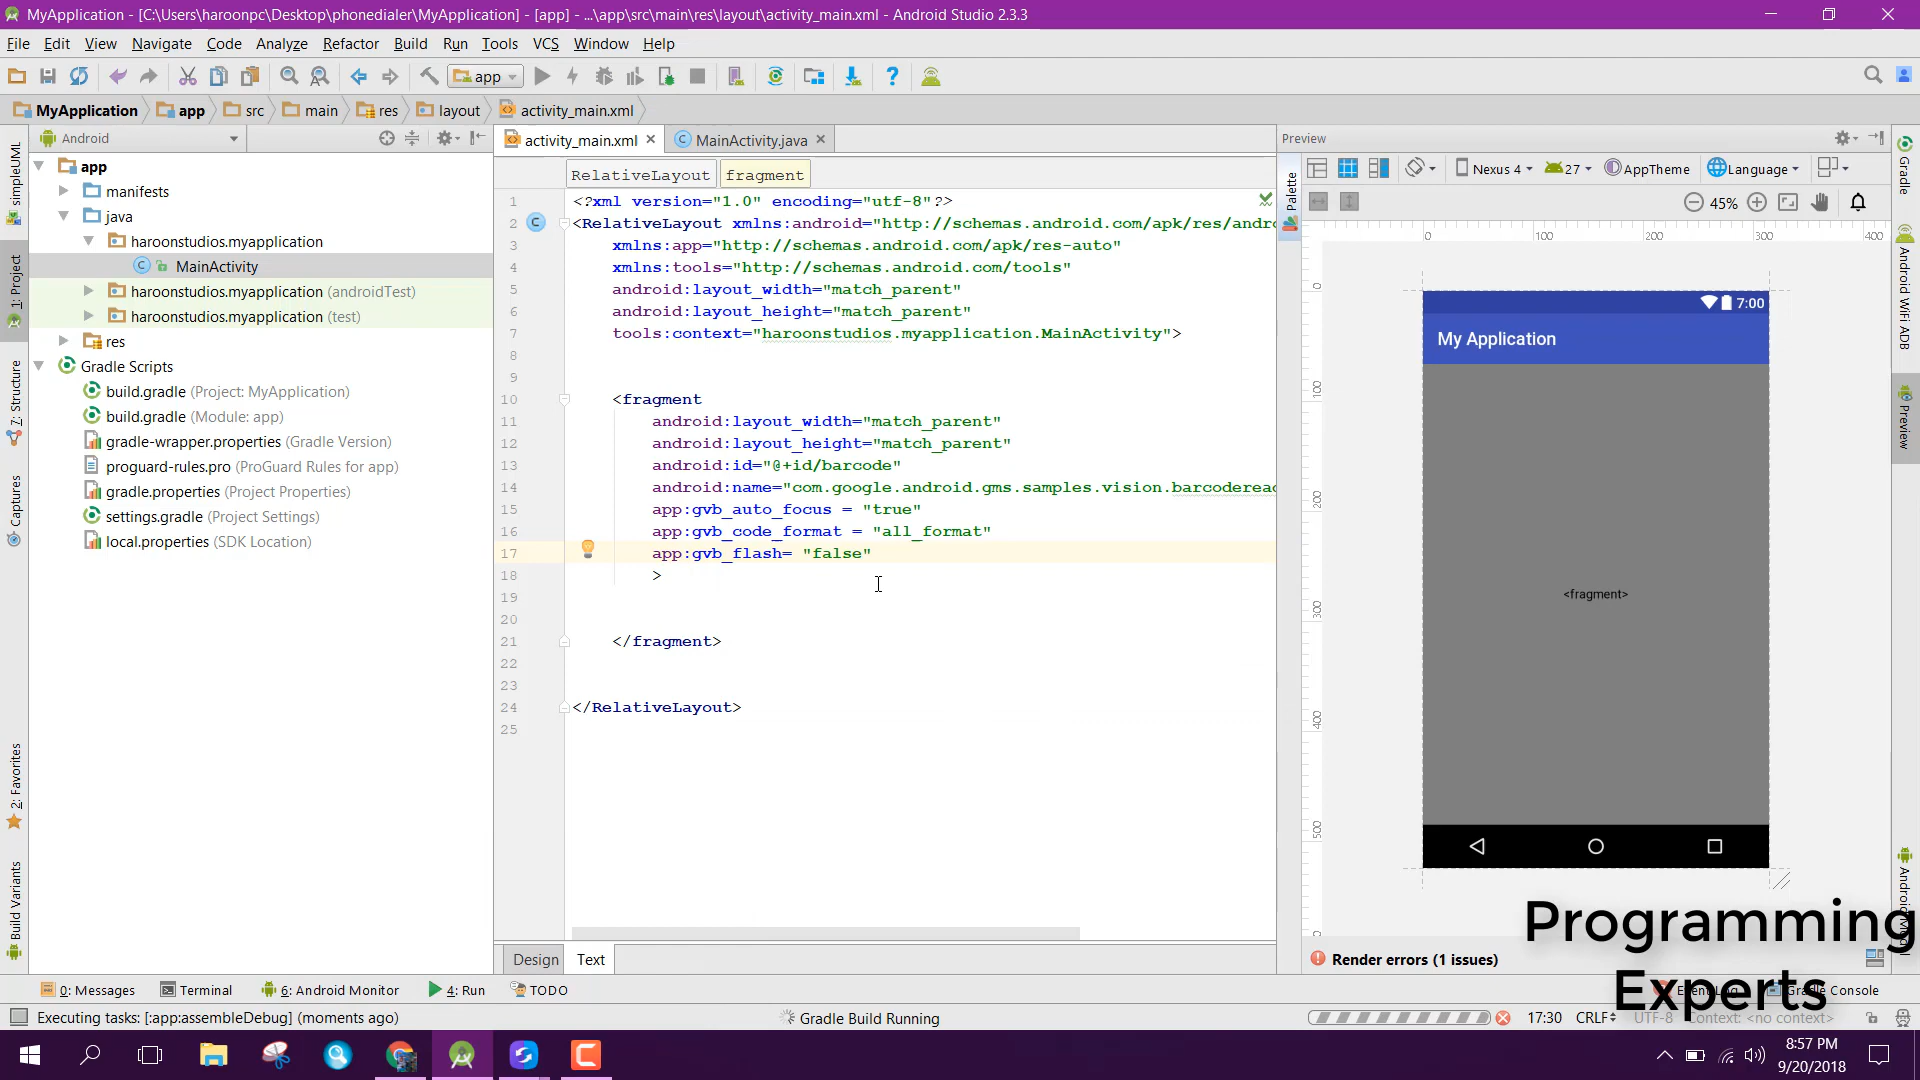 MyApplication - [C:\Users\haroonpc\Desktop\phonedialer\MyApplication] - [app] - ...\app\src\main\res\layout\activity_main.xml - Android Studio 2.3.3
File Edit View Navigate Code Analyze Refactor Build Run Tools VCS Window Help
app
MyApplication app src main res layout activity_main.xml
Android
activity_main.xml MainActivity.java
Preview
app
manifests
java
haroonstudios.myapplication
MainActivity
haroonstudios.myapplication (androidTest)
haroonstudios.myapplication (test)
res
Gradle Scripts
build.gradle (Project: MyApplication)
build.gradle (Module: app)
gradle-wrapper.properties (Gradle Version)
proguard-rules.pro (ProGuard Rules for app)
gradle.properties (Project Properties)
settings.gradle (Project Settings)
local.properties (SDK Location)
simpleUML
1: Project
7: Structure
Captures
2: Favorites
Build Variants
RelativeLayout fragment
1 <?xml version="1.0" encoding="utf-8"?>
2 <RelativeLayout xmlns:android="http://schemas.android.com/apk/res/andro
3 xmlns:app="http://schemas.android.com/apk/res-auto"
4 xmlns:tools="http://schemas.android.com/tools"
5 android:layout_width="match_parent"
6 android:layout_height="match_parent"
7 tools:context="haroonstudios.myapplication.MainActivity">
8
9
10 <fragment
11 android:layout_width="match_parent"
12 android:layout_height="match_parent"
13 android:id="@+id/barcode"
14 android:name="com.google.android.gms.samples.vision.barcoderead
15 app:gvb_auto_focus = "true"
16 app:gvb_code_format = "all_format"
17 app:gvb_flash= "false"
18 >
19
20
21 </fragment>
22
23
24 </RelativeLayout>
25
Design Text
Palette
Nexus 4 27 AppTheme Language
45%
0 100 200 300 400
0
100
200
300
400
500
7:00
My Application
<fragment>
Render errors (1 issues)
Gradle
Android WiFi ADB
Preview
Programming
Experts
0: Messages Terminal 6: Android Monitor 4: Run TODO Event Log Gradle Console
Executing tasks: [:app:assembleDebug] (moments ago) Gradle Build Running 17:30 CRLF UTF-8 Context: <no context>
8:57 PM
9/20/2018